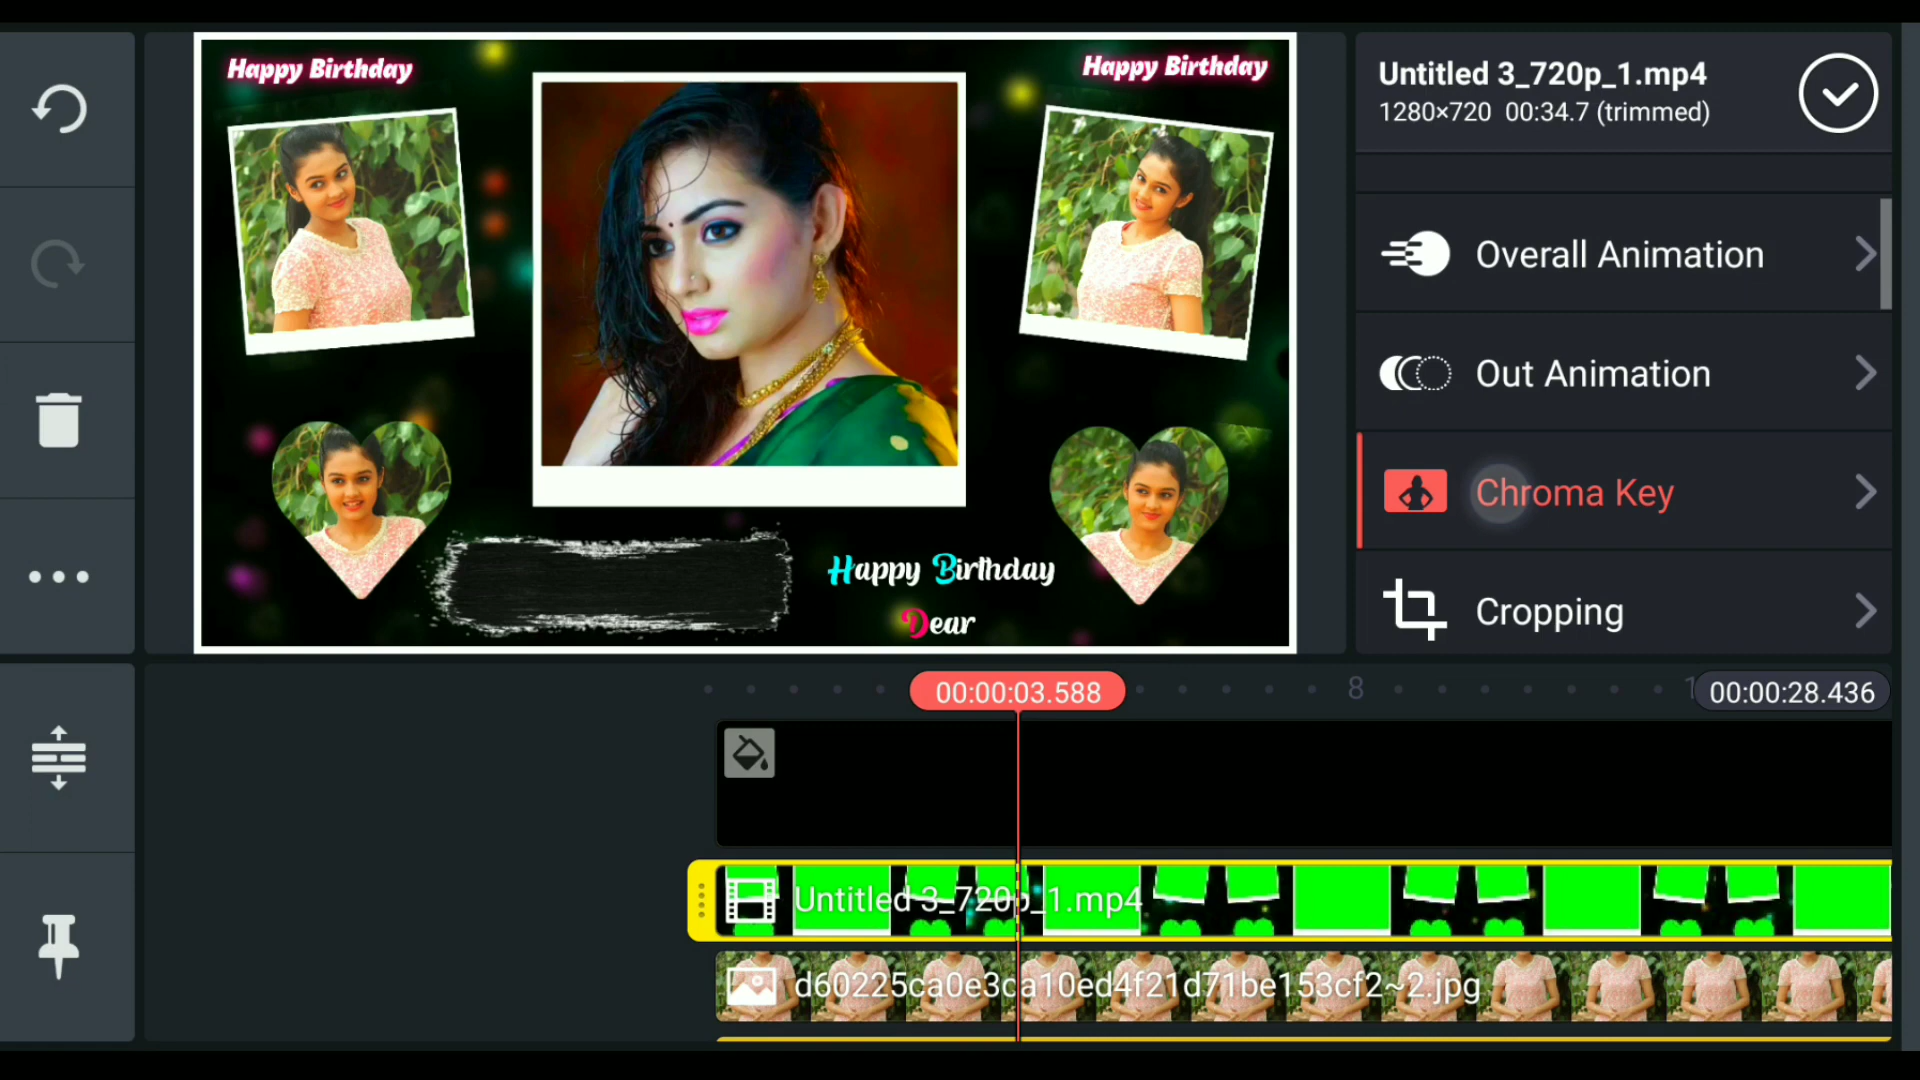 Happy Birthday
Happy Birthday
Happy Birthday
Dear
Untitled 3_720p_1.mp4
1280×720 00:34.7 (trimmed)
Overall Animation
Out Animation
Chroma Key
Cropping
00:00:03.588
8
1
00:00:28.436
Untitled 3_720p_1.mp4
d60225ca0e3ca10ed4f21d71be153cf2~2.jpg